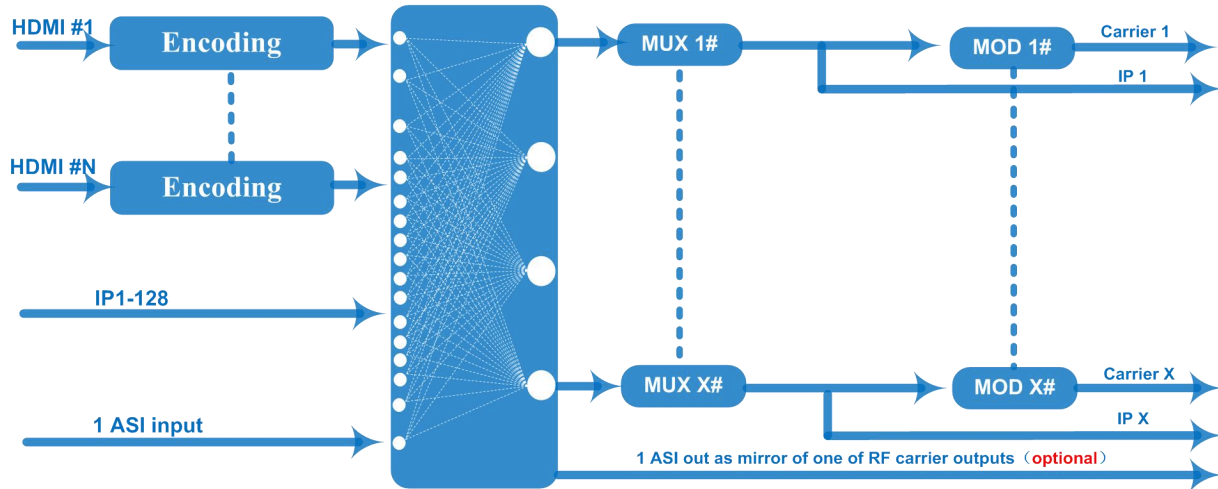 HDMI #1
Encoding
MUX 1#
MOD 1#
Carrier 1
IP 1
HDMI #N
Encoding
IP1-128
MUX X#
MOD X#
Carrier X
IP X
1 ASI input
1 ASI out as mirror of one of RF carrier outputs（optional）